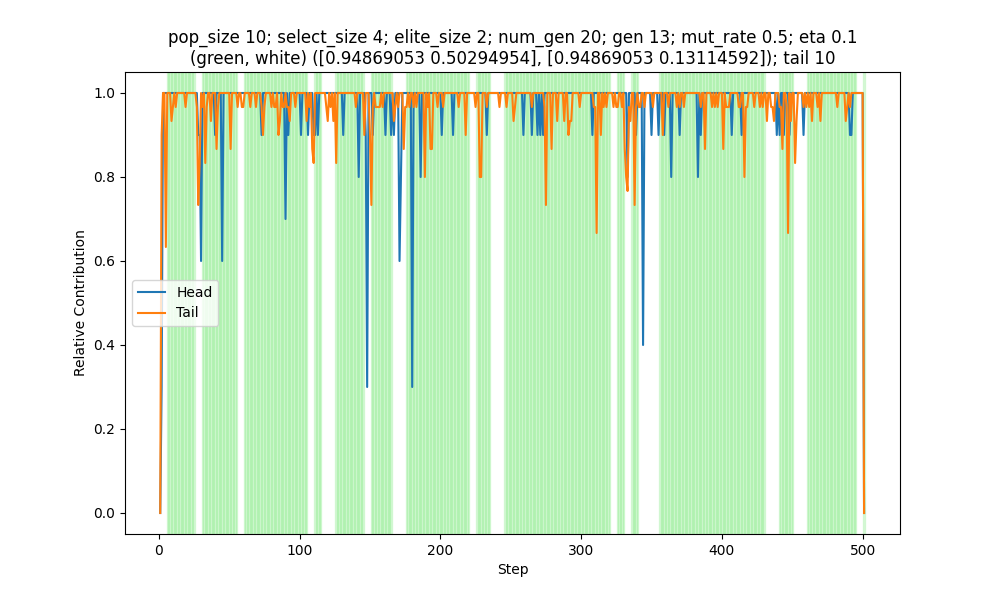 pop_size 10; select_size 4; elite_size 2; num_gen 20; gen 13; mut_rate 0.5; eta 0.1
(green, white) ([0.94869053 0.50294954], [0.94869053 0.13114592]); tail 10
1.0
0.8
0.6
0.4
0.2
0.0
Relative Contribution
Head
Tail
0
100
200
300
400
500
Step